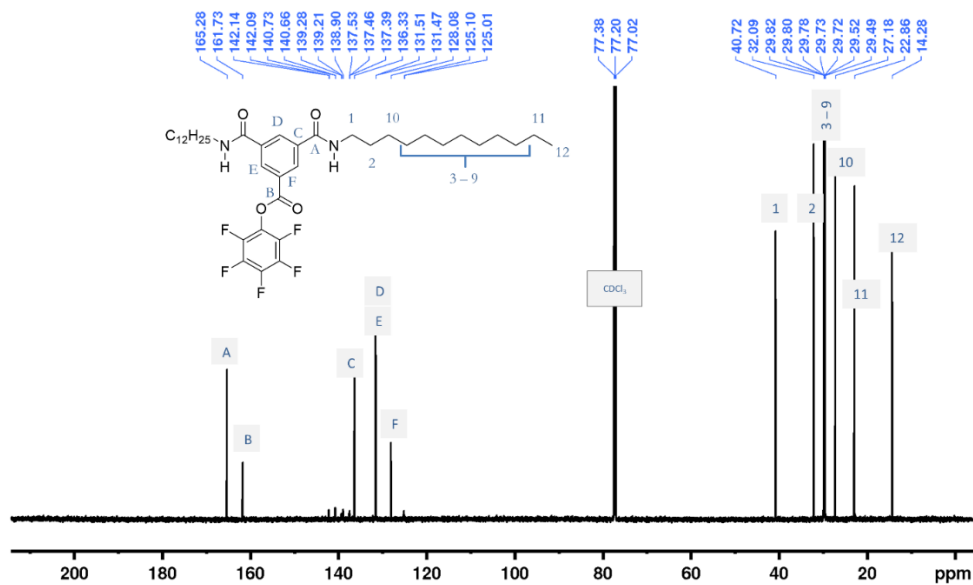 165.28
161.73
142.14
142.09
140.73
140.66
139.28
139.21
138.90
137.53
137.46
137.39
136.33
131.51
131.47
128.08
125.10
125.01
77.38
77.20
77.02
40.72
32.09
29.82
29.80
29.78
29.73
29.72
29.52
29.49
27.18
22.86
14.28
O D O 1 10 11
C12H25 N H C A N H 2 12
E F 3 – 9
B
O O
F F
F F
F
A
B
C
D
E
F
CDCl3
1
2
3 – 9
10
11
12
200 180 160 140 120 100 80 60 40 20 ppm